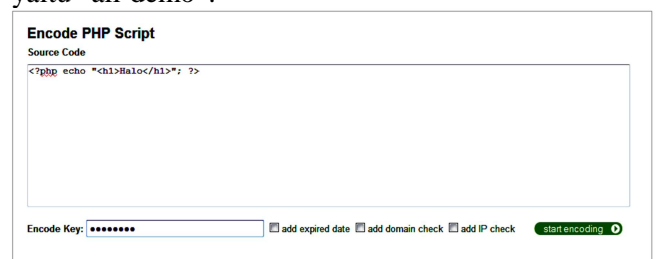 Encode PHP Script
Source Code
<?php echo "<h1>Halo</h1>"; ?>
Encode Key: ●●●●●●●● add expired date add domain check add IP check start encoding